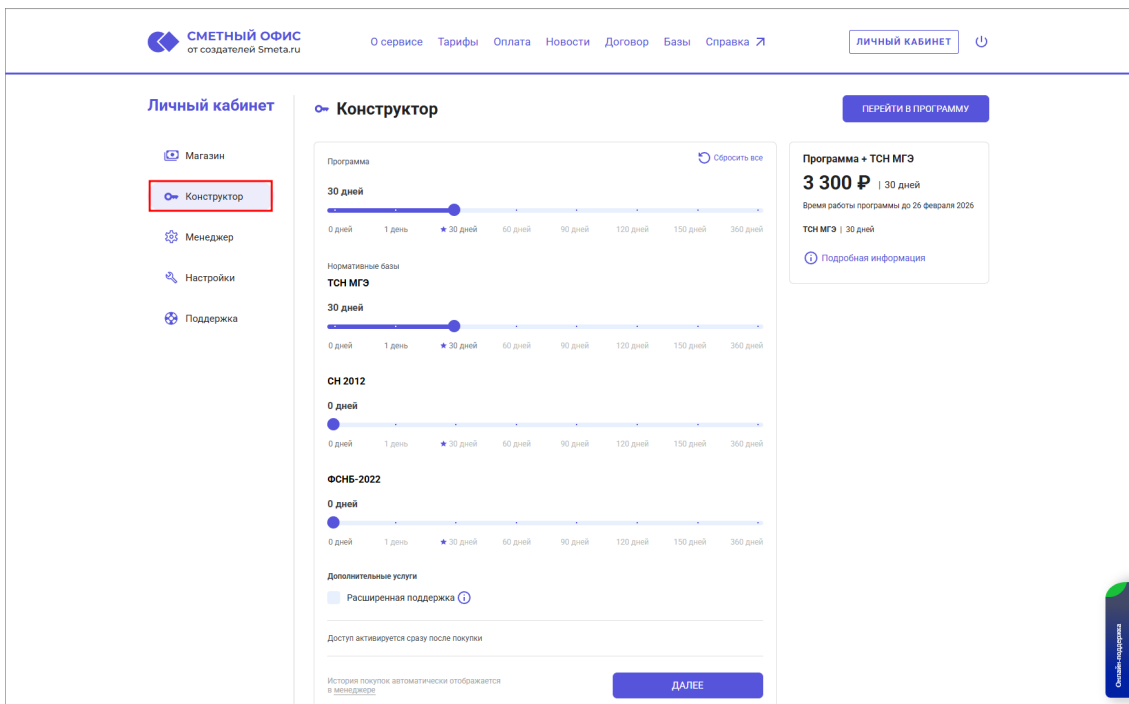 СМЕТНЫЙ ОФИС
от создателей Smeta.ru
О сервисе Тарифы Оплата Новости Договор Базы Справка
ЛИЧНЫЙ КАБИНЕТ
Личный кабинет
Магазин
Конструктор
Менеджер
Настройки
Поддержка
Конструктор
ПЕРЕЙТИ В ПРОГРАММУ
Программа
Сбросить все
30 дней
0 дней 1 день ★ 30 дней 60 дней 90 дней 120 дней 150 дней 360 дней
Нормативные базы
ТСН МГЭ
30 дней
0 дней 1 день ★ 30 дней 60 дней 90 дней 120 дней 150 дней 360 дней
СН 2012
0 дней
0 дней 1 день ★ 30 дней 60 дней 90 дней 120 дней 150 дней 360 дней
ФСНБ-2022
0 дней
0 дней 1 день ★ 30 дней 60 дней 90 дней 120 дней 150 дней 360 дней
Дополнительные услуги
Расширенная поддержка
Доступ активируется сразу после покупки
История покупок автоматически отображается
в менеджере
ДАЛЕЕ
Программа + ТСН МГЭ
3 300 ₽ | 30 дней
Время работы программы до 26 февраля 2026
ТСН МГЭ | 30 дней
Подробная информация
Онлайн-поддержка